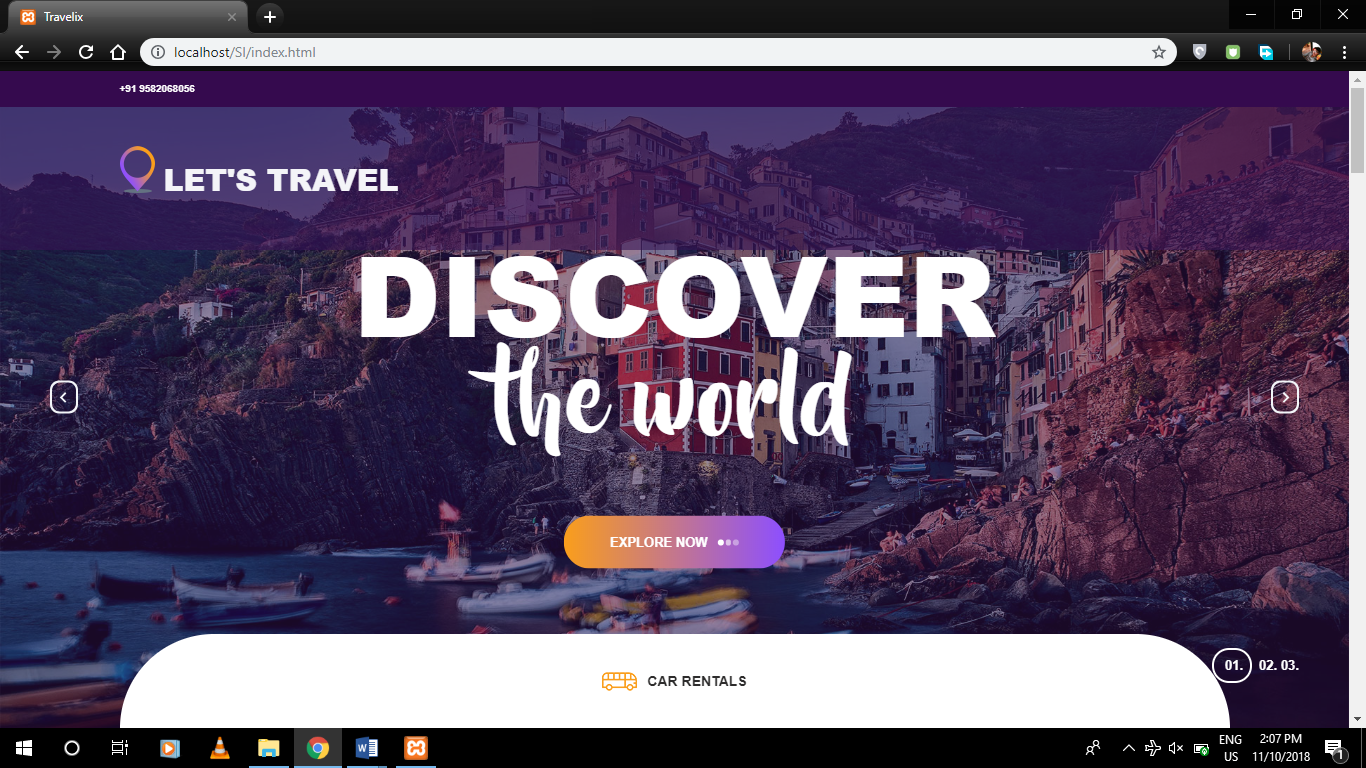 Travelix
localhost/SI/index.html
+91 9582068056
LET'S TRAVEL
DISCOVER
the world
EXPLORE NOW
CAR RENTALS
01. 02. 03.
ENG
US
2:07 PM
11/10/2018
1